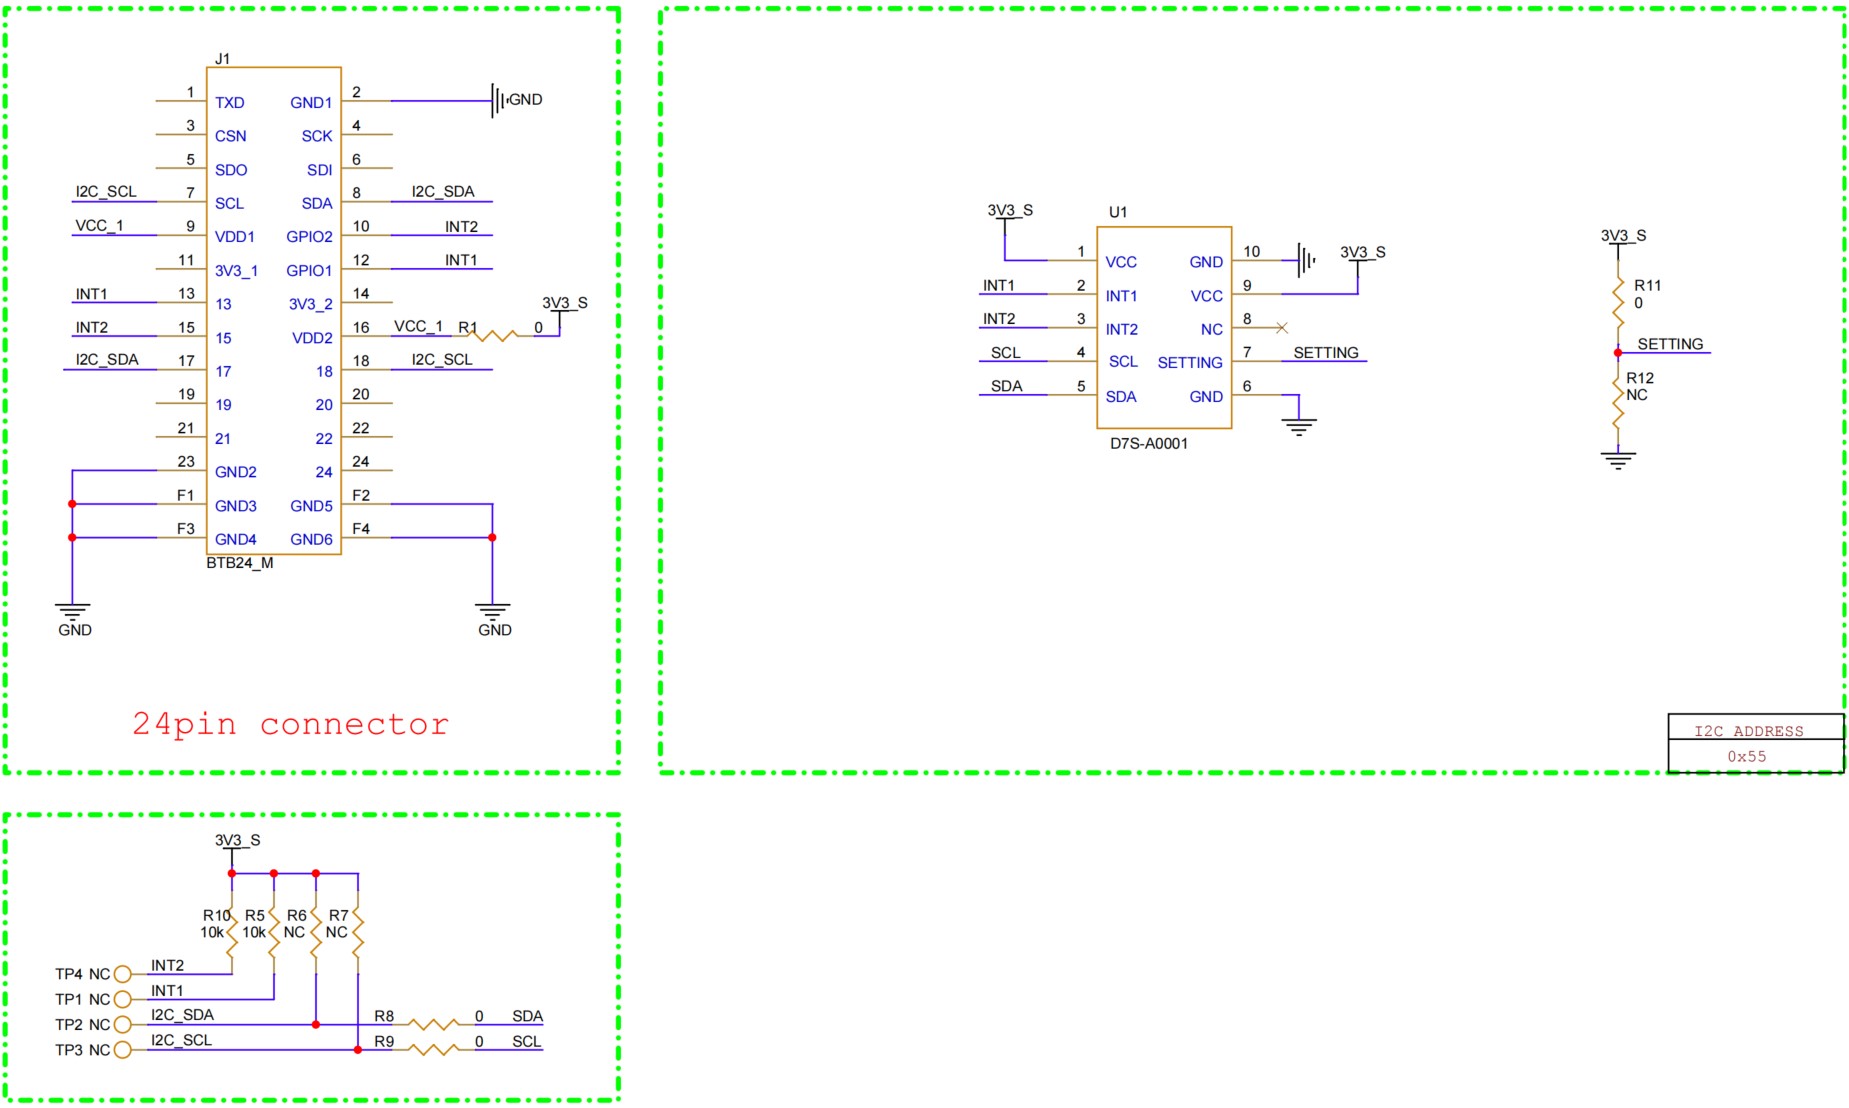 J1
1 TXD GND1 2 GND
3 CSN SCK 4
5 SDO SDI 6
I2C_SCL 7 SCL SDA 8 I2C_SDA
VCC_1 9 VDD1 GPIO2 10 INT2
11 3V3_1 GPIO1 12 INT1
INT1 13 13 3V3_2 14
3V3_S
INT2 15 15 VDD2 16 VCC_1 R1 0
I2C_SDA 17 17 18 18 I2C_SCL
19 19 20 20
21 21 22 22
23 GND2 24 24
F1 GND3 GND5 F2
F3 GND4 GND6 F4
BTB24_M
GND GND
24pin connector
3V3_S U1
3V3_S
1 VCC GND 10
INT1 2 INT1 VCC 9
INT2 3 INT2 NC 8
SCL 4 SCL SETTING 7 SETTING
SDA 5 SDA GND 6
D7S-A0001
3V3_S
R11
0
SETTING
R12
NC
I2C ADDRESS
0x55
3V3_S
R10 R5 R6 R7
10k 10k NC NC
TP4 NC INT2
TP1 NC INT1
TP2 NC I2C_SDA R8 0 SDA
TP3 NC I2C_SCL R9 0 SCL